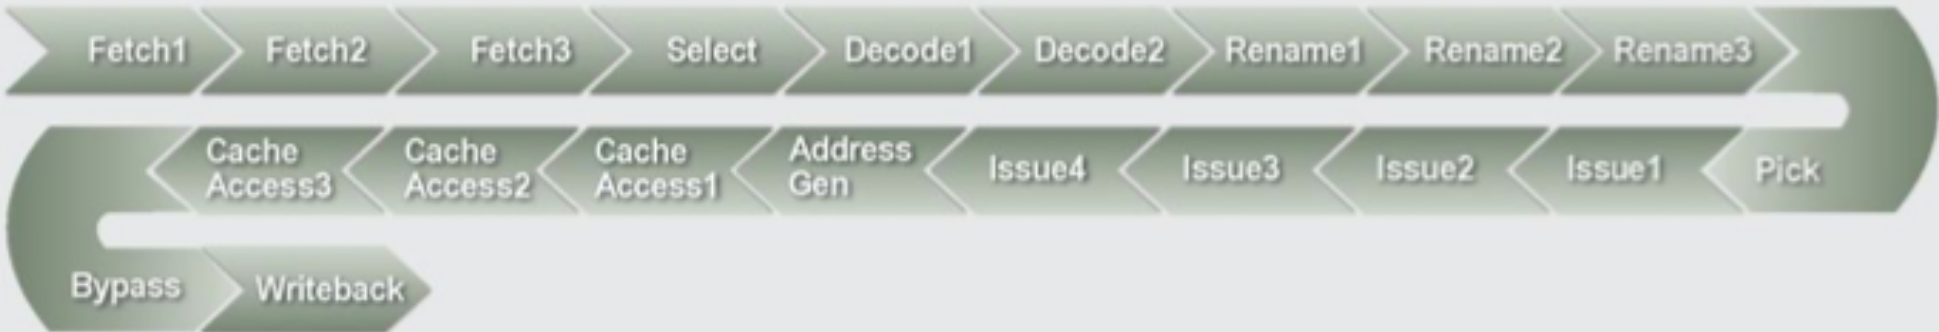 Fetch1 Fetch2 Fetch3 Select Decode1 Decode2 Rename1 Rename2 Rename3
Pick
Issue1
Issue2
Issue3
Issue4
Address
Gen
Cache
Access1
Cache
Access2
Cache
Access3
Bypass Writeback